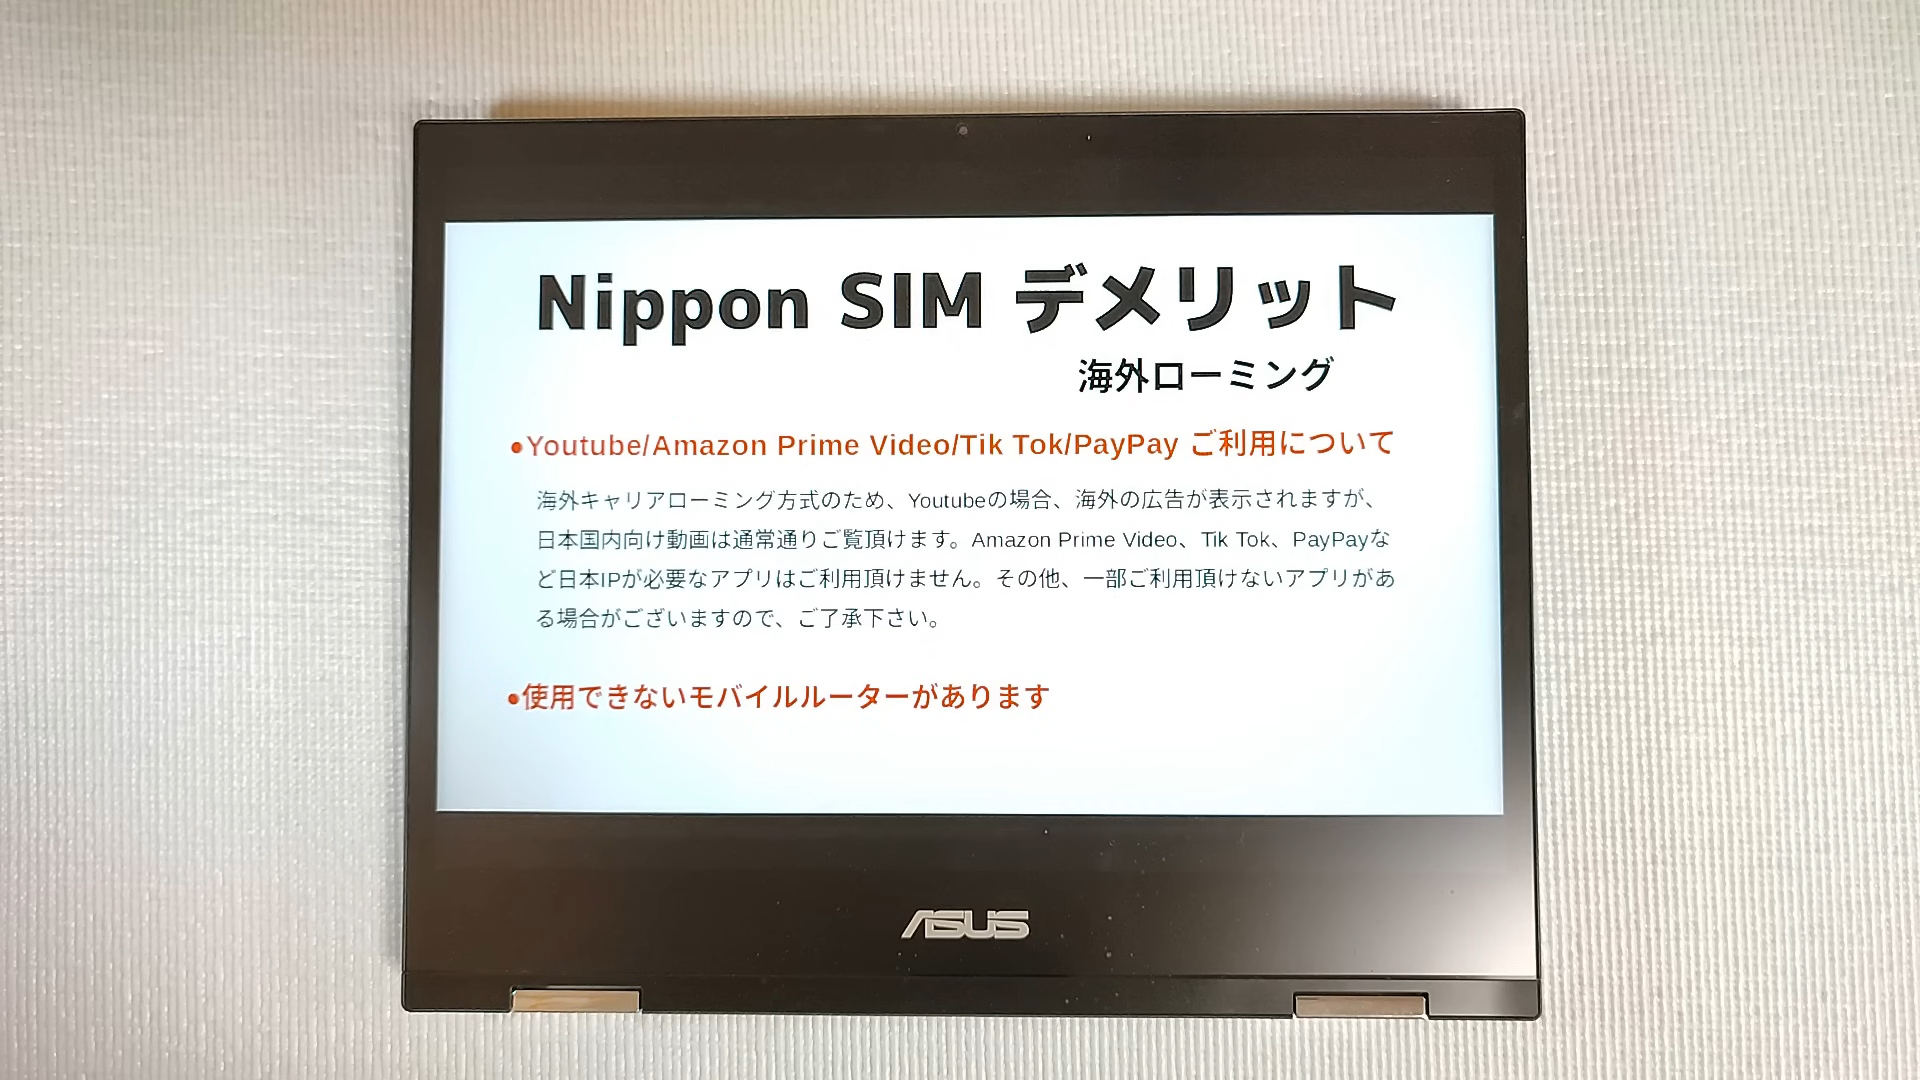 Nippon SIM デメリット
海外ローミング
●Youtube/Amazon Prime Video/Tik Tok/PayPay ご利用について
海外キャリアローミング方式のため、Youtubeの場合、海外の広告が表示されますが、
日本国内向け動画は通常通りご覧頂けます。Amazon Prime Video、Tik Tok、PayPayな
ど日本IPが必要なアプリはご利用頂けません。その他、一部ご利用頂けないアプリがあ
る場合がございますので、ご了承下さい。
●使用できないモバイルルーターがあります
ASUS